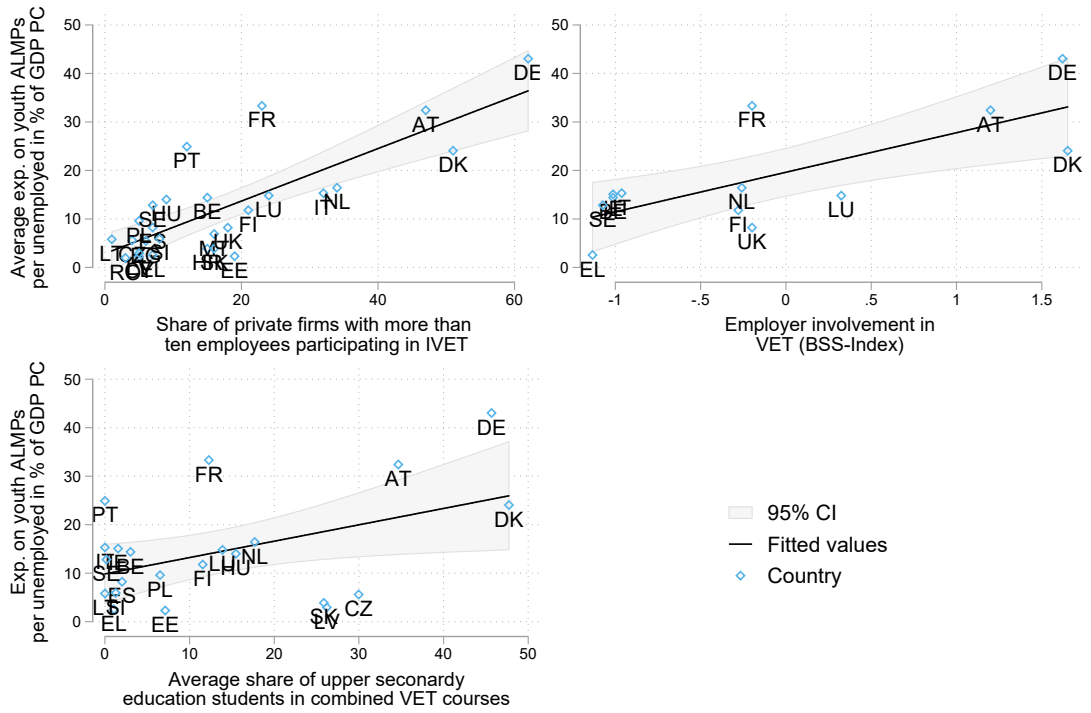 Average exp. on youth ALMPs
per unemployed in % of GDP PC
50
40
30
20
10
0
DE
FR
AT
PT
DK
NL
IT
LU
HU
BE
SE
FI
PL
ES
UK
LT
SI
SK
EE
EL
0
20
40
60
Share of private firms with more than
ten employees participating in IVET
50
40
30
20
10
0
DE
FR
AT
DK
NL
LU
IT
SE
FI
UK
EL
-1
-.5
0
.5
1
1.5
Employer involvement in
VET (BSS-Index)
Exp. on youth ALMPs
per unemployed in % of GDP PC
50
40
30
20
10
0
DE
FR
AT
PT
DK
NL
IT
BE
LU
HU
SE
FI
PL
ES
LT
SI
EL
EE
SK
LV
CZ
0
10
20
30
40
50
Average share of upper seconardy
education students in combined VET courses
95% CI
Fitted values
Country